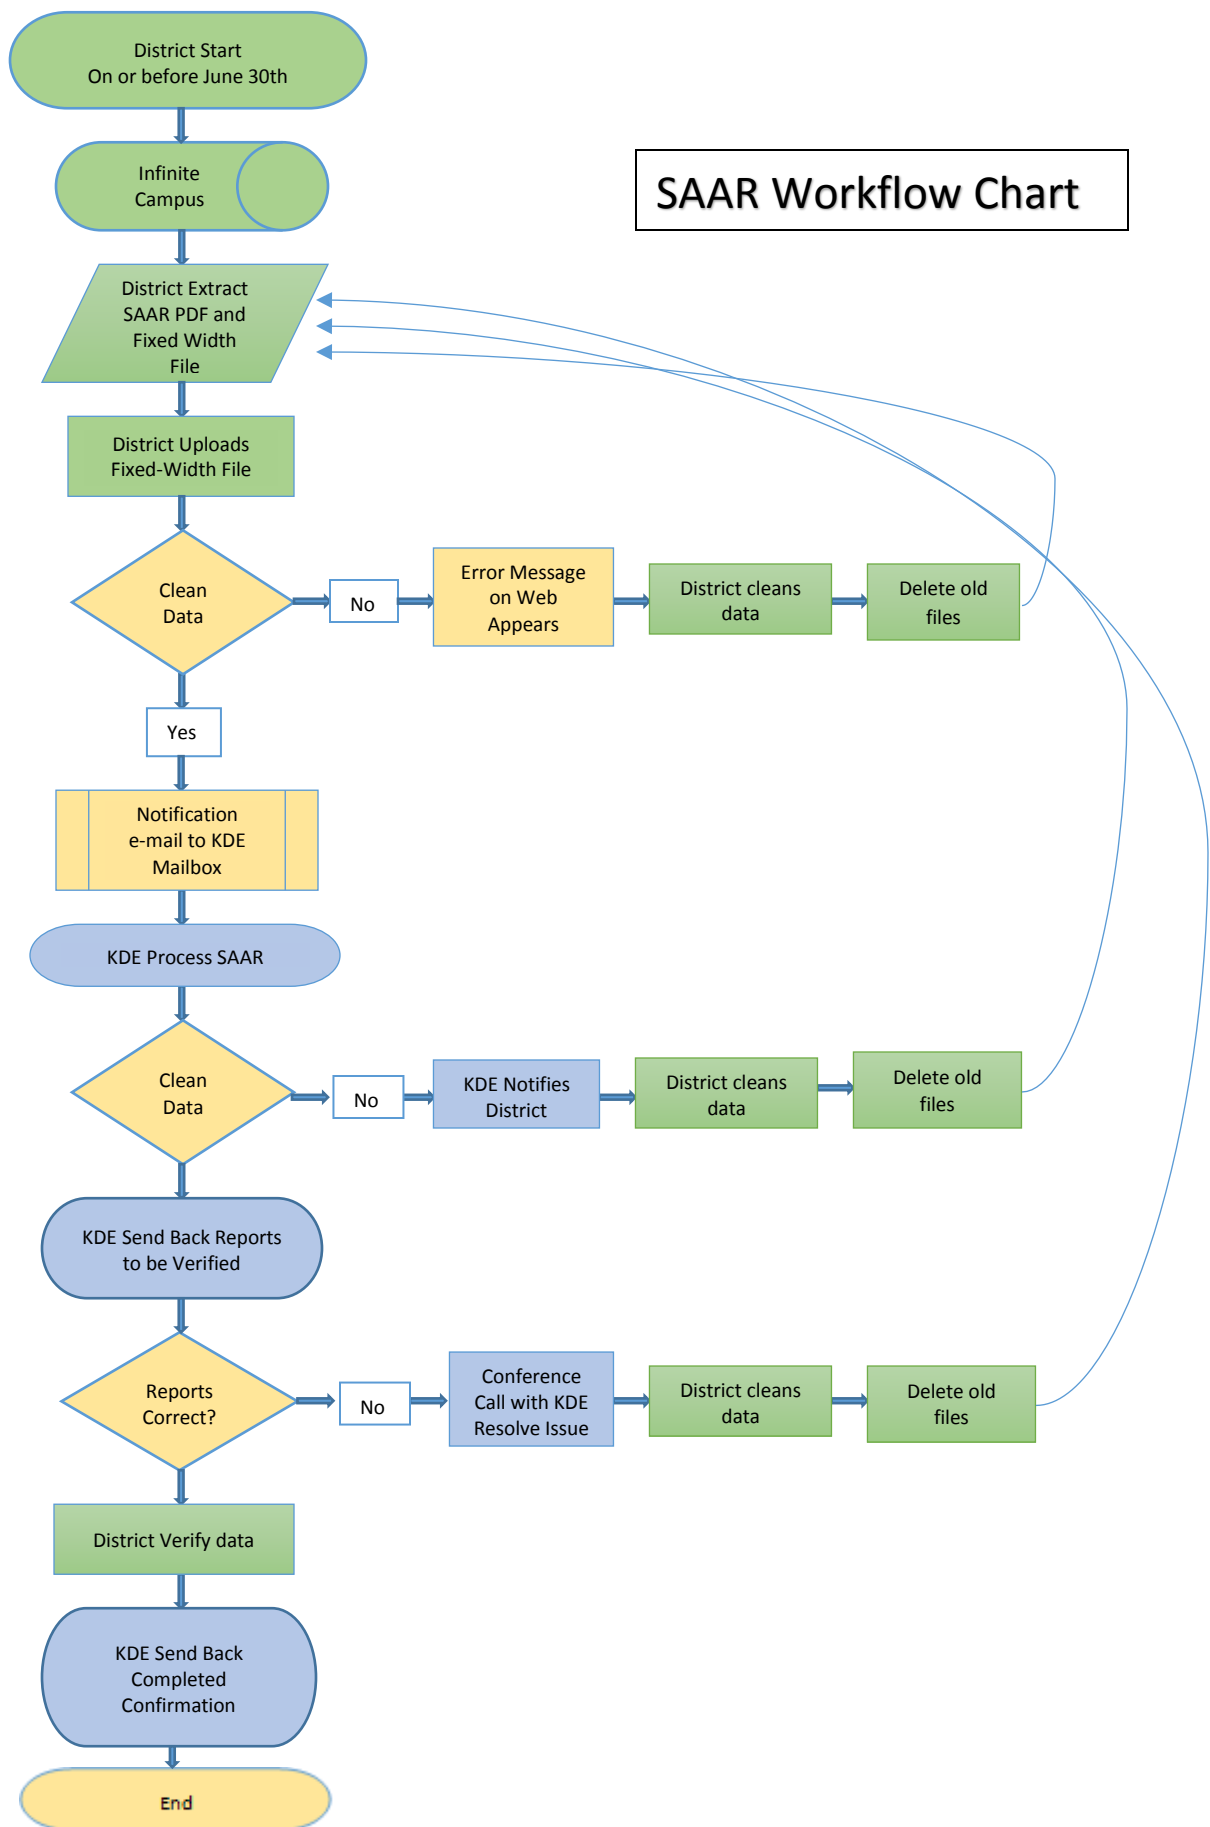 District Start
On or before June 30th
Infinite
Campus
SAAR Workflow Chart
District Extract
SAAR PDF and
Fixed Width
File
District Uploads
Fixed-Width File
Clean
Data
No
Error Message
on Web
Appears
District cleans
data
Delete old
files
Yes
Notification
e-mail to KDE
Mailbox
KDE Process SAAR
Clean
Data
No
KDE Notifies
District
District cleans
data
Delete old
files
KDE Send Back Reports
to be Verified
Reports
Correct?
No
Conference
Call with KDE
Resolve Issue
District cleans
data
Delete old
files
District Verify data
KDE Send Back
Completed
Confirmation
End